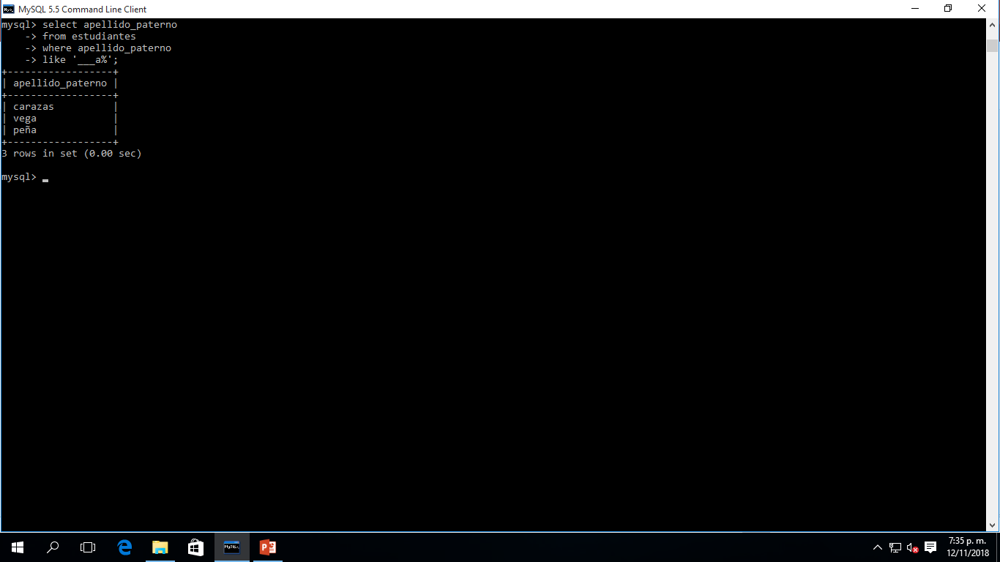 MySQL 5.5 Command Line Client
mysql> select apellido_paterno
    -> from estudiantes
    -> where apellido_paterno
    -> like '___a%';
+------------------+
| apellido_paterno |
+------------------+
| carazas          |
| vega             |
| peña             |
+------------------+
3 rows in set (0.00 sec)

mysql> _
7:35 p. m.
12/11/2018